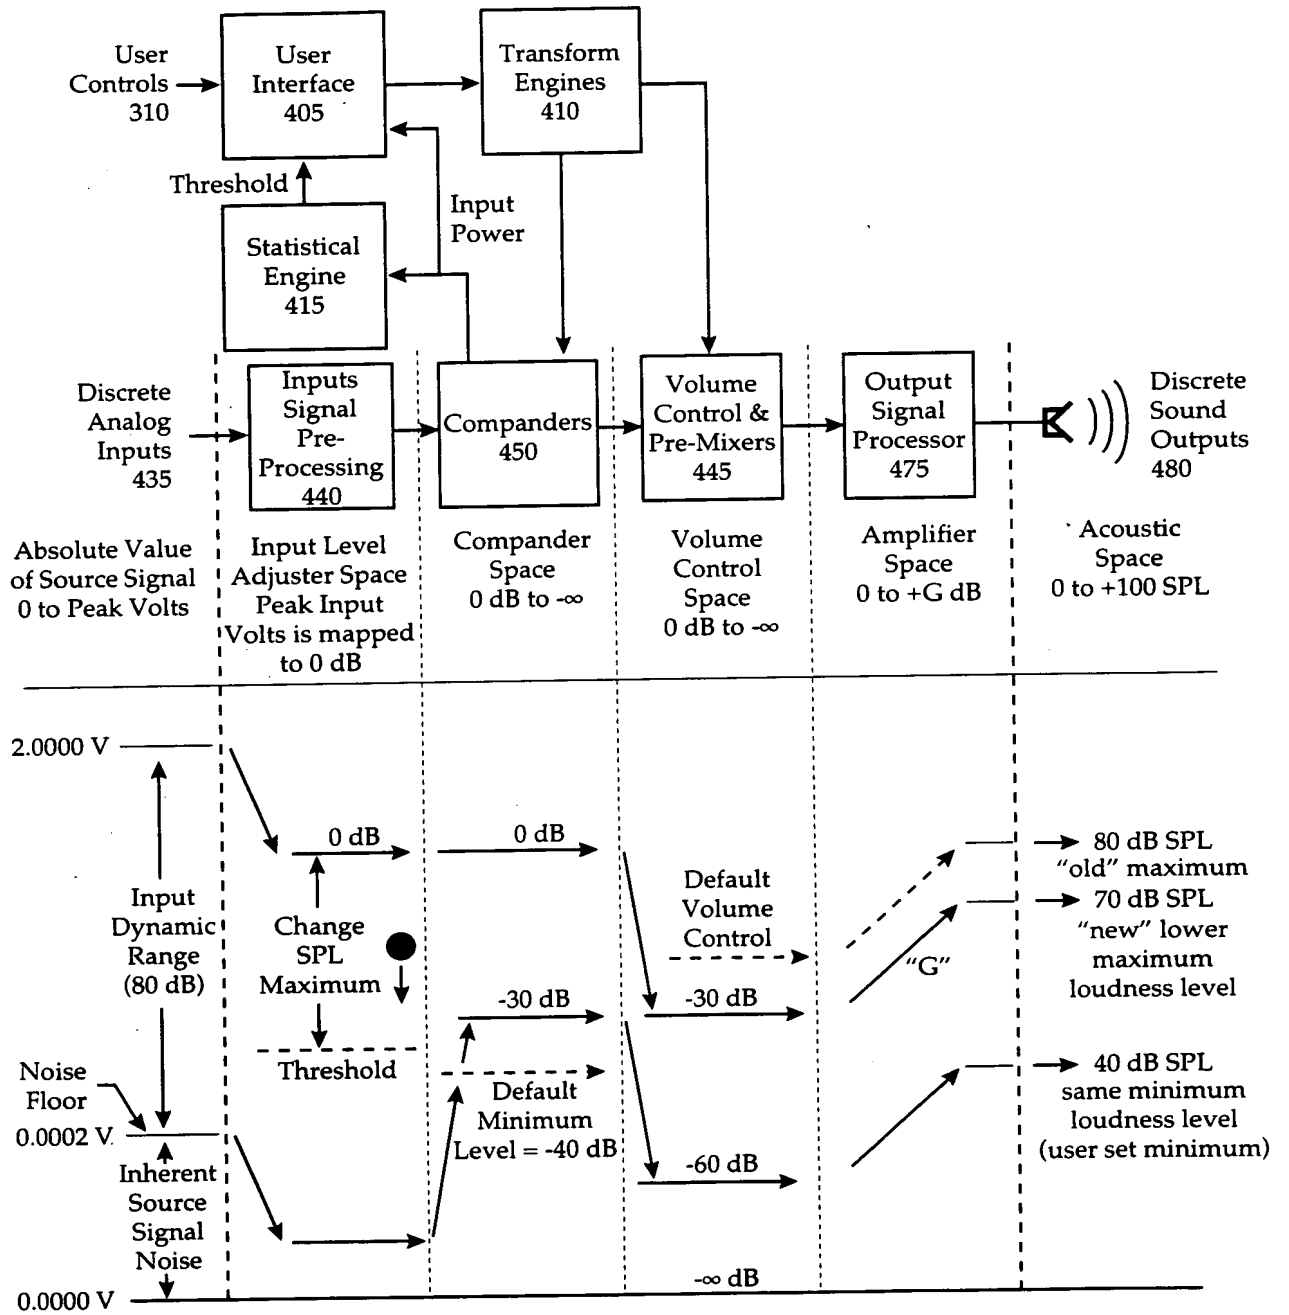 User
Controls
310
User
Interface
405
Transform
Engines
410
Threshold
Input
Power
Statistical
Engine
415
Discrete
Analog
Inputs
435
Inputs
Signal
Pre-
Processing
440
Companders
450
Volume
Control &
Pre-Mixers
445
Output
Signal
Processor
475
Discrete
Sound
Outputs
480
Absolute Value
of Source Signal
0 to Peak Volts
Input Level
Adjuster Space
Peak Input
Volts is mapped
to 0 dB
Compander
Space
0 dB to -∞
Volume
Control
Space
0 dB to -∞
Amplifier
Space
0 to +G dB
Acoustic
Space
0 to +100 SPL
2.0000 V
Input
Dynamic
Range
(80 dB)
Noise
Floor
0.0002 V
Inherent
Source
Signal
Noise
0.0000 V
0 dB
Change
SPL
Maximum
Threshold
0 dB
-30 dB
Default
Minimum
Level = -40 dB
Default
Volume
Control
-30 dB
-60 dB
-∞ dB
"G"
80 dB SPL
"old" maximum
70 dB SPL
"new" lower
maximum
loudness level
40 dB SPL
same minimum
loudness level
(user set minimum)